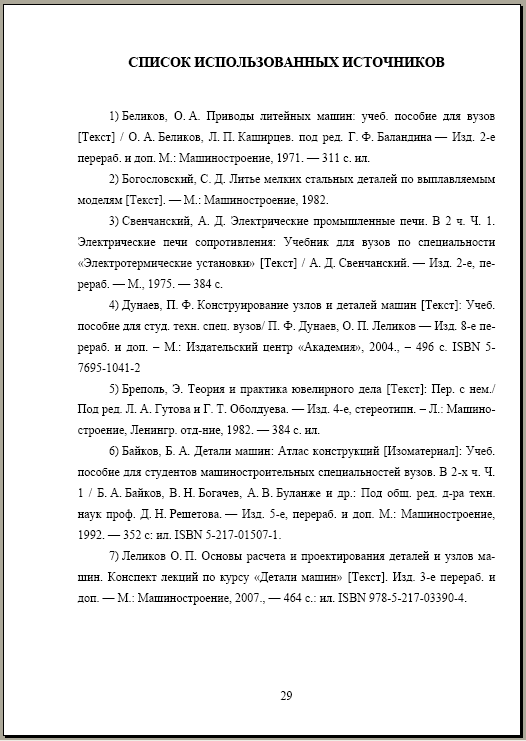 СПИСОК ИСПОЛЬЗОВАННЫХ ИСТОЧНИКОВ
1) Беликов, О. А. Приводы литейных машин: учеб. пособие для вузов
[Текст] / О. А. Беликов, Л. П. Каширцев. под ред. Г. Ф. Баландина — Изд. 2-е
перераб. и доп. М.: Машиностроение, 1971. — 311 с. ил.
2) Богословский, С. Д. Литье мелких стальных деталей по выплавляемым
моделям [Текст]. — М.: Машиностроение, 1982.
3) Свенчанский, А. Д. Электрические промышленные печи. В 2 ч. Ч. 1.
Электрические печи сопротивления: Учебник для вузов по специальности
«Электротермические установки» [Текст] / А. Д. Свенчанский. — Изд. 2-е, пе-
рераб. — М., 1975. — 384 с.
4) Дунаев, П. Ф. Конструирование узлов и деталей машин [Текст]: Учеб.
пособие для студ. техн. спец. вузов/ П. Ф. Дунаев, О. П. Леликов — Изд. 8-е пе-
рераб. и доп. – М.: Издательский центр «Академия», 2004., – 496 с. ISBN 5-
7695-1041-2
5) Бреполь, Э. Теория и практика ювелирного дела [Текст]: Пер. с нем./
Под ред. Л. А. Гутова и Г. Т. Оболдуева. — Изд. 4-е, стереотипн. – Л.: Машино-
строение, Ленингр. отд-ние, 1982. — 384 с. ил.
6) Байков, Б. А. Детали машин: Атлас конструкций [Изоматериал]: Учеб.
пособие для студентов машиностроительных специальностей вузов. В 2-х ч. Ч.
1 / Б. А. Байков, В. Н. Богачев, А. В. Буланже и др.: Под общ. ред. д-ра техн.
наук проф. Д. Н. Решетова. — Изд. 5-е, перераб. и доп. М.: Машиностроение,
1992. — 352 с: ил. ISBN 5-217-01507-1.
7) Леликов О. П. Основы расчета и проектирования деталей и узлов ма-
шин. Конспект лекций по курсу «Детали машин» [Текст]. Изд. 3-е перераб. и
доп. — М.: Машиностроение, 2007., — 464 с.: ил. ISBN 978-5-217-03390-4.
29